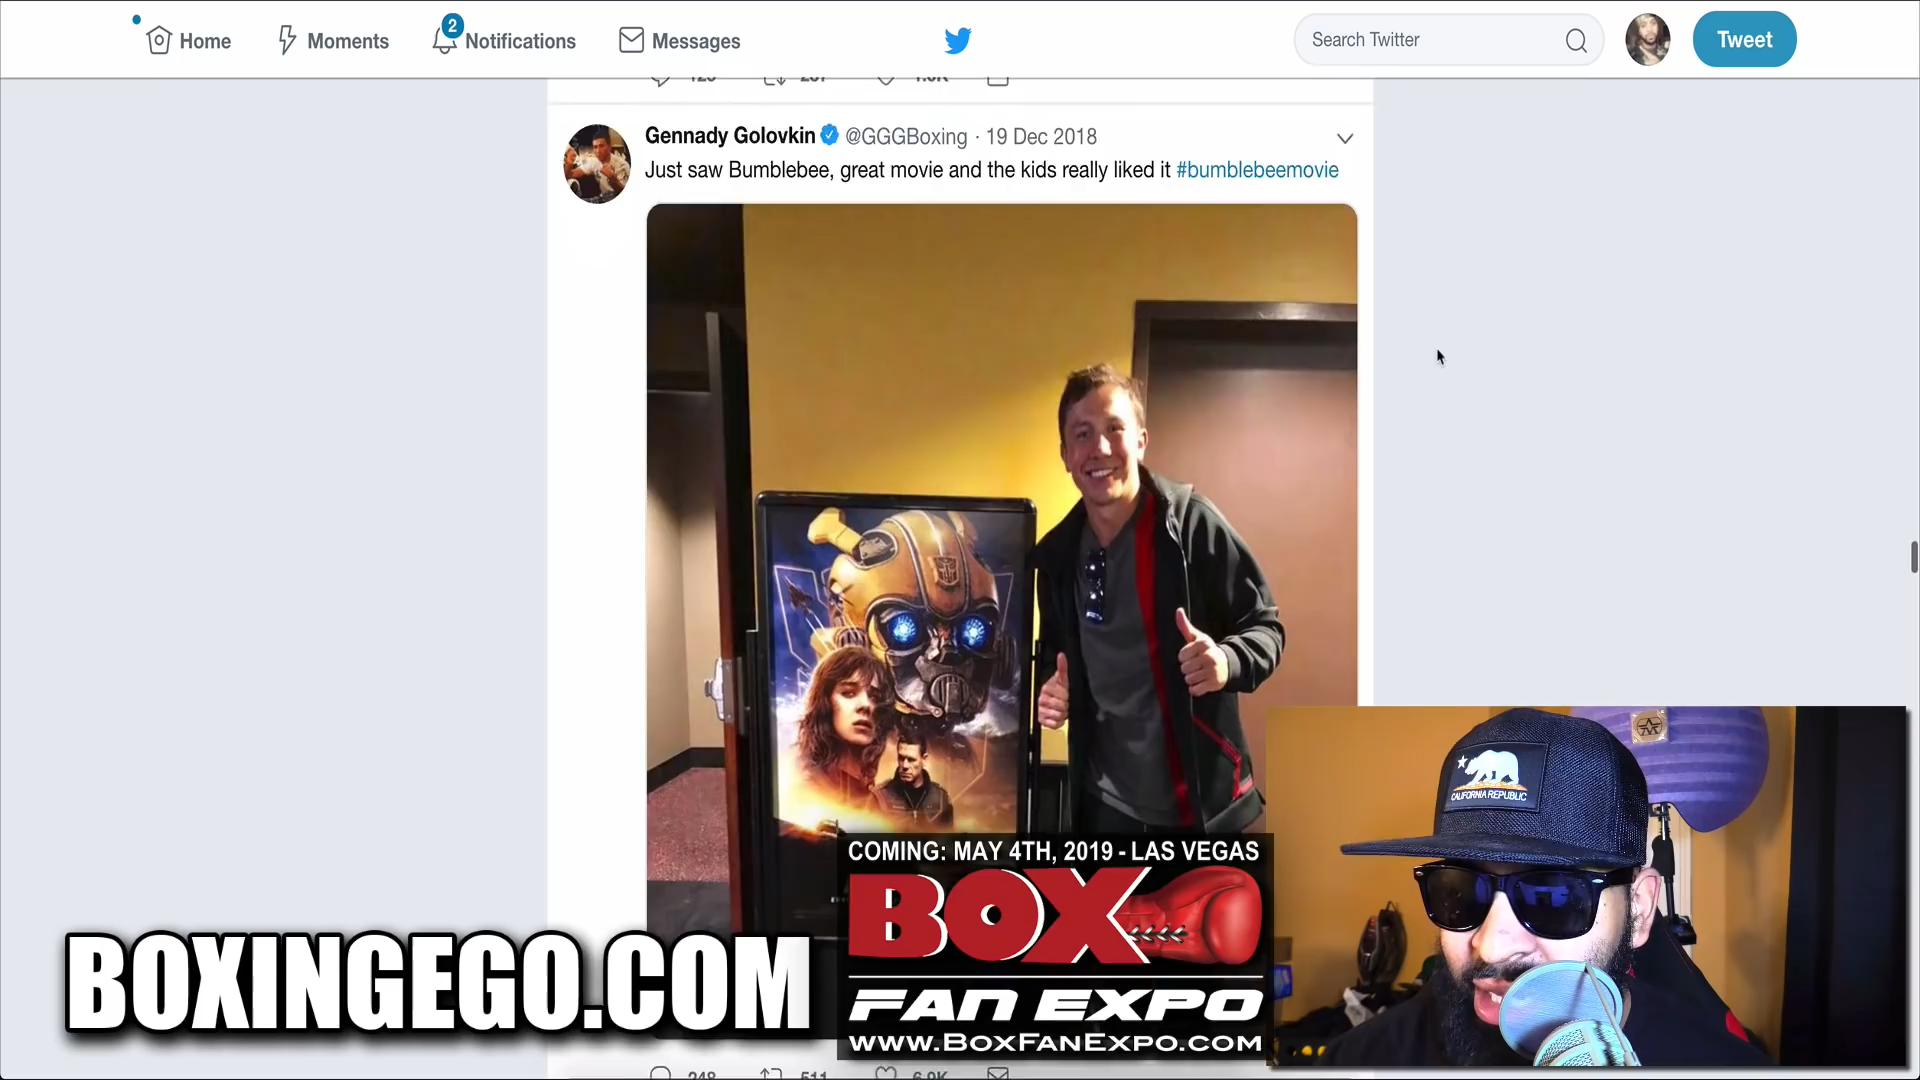 Home
Moments
2
Notifications
Messages
Search Twitter
Tweet
Gennady Golovkin @GGGBoxing · 19 Dec 2018
Just saw Bumblebee, great movie and the kids really liked it #bumblebeemovie
CALIFORNIA REPUBLIC
COMING: MAY 4TH, 2019 - LAS VEGAS
BOX
FAN EXPO
WWW.BOXFANEXPO.COM
BOXINGEGO.COM